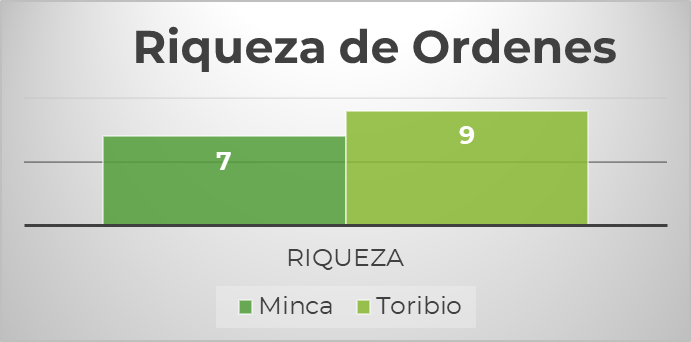 Riqueza de Ordenes
7
9
RIQUEZA
Minca Toribio